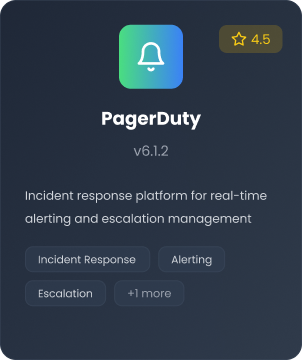 4.5
PagerDuty
v6.1.2
Incident response platform for real-time
alerting and escalation management
Incident Response
Alerting
Escalation
+1 more